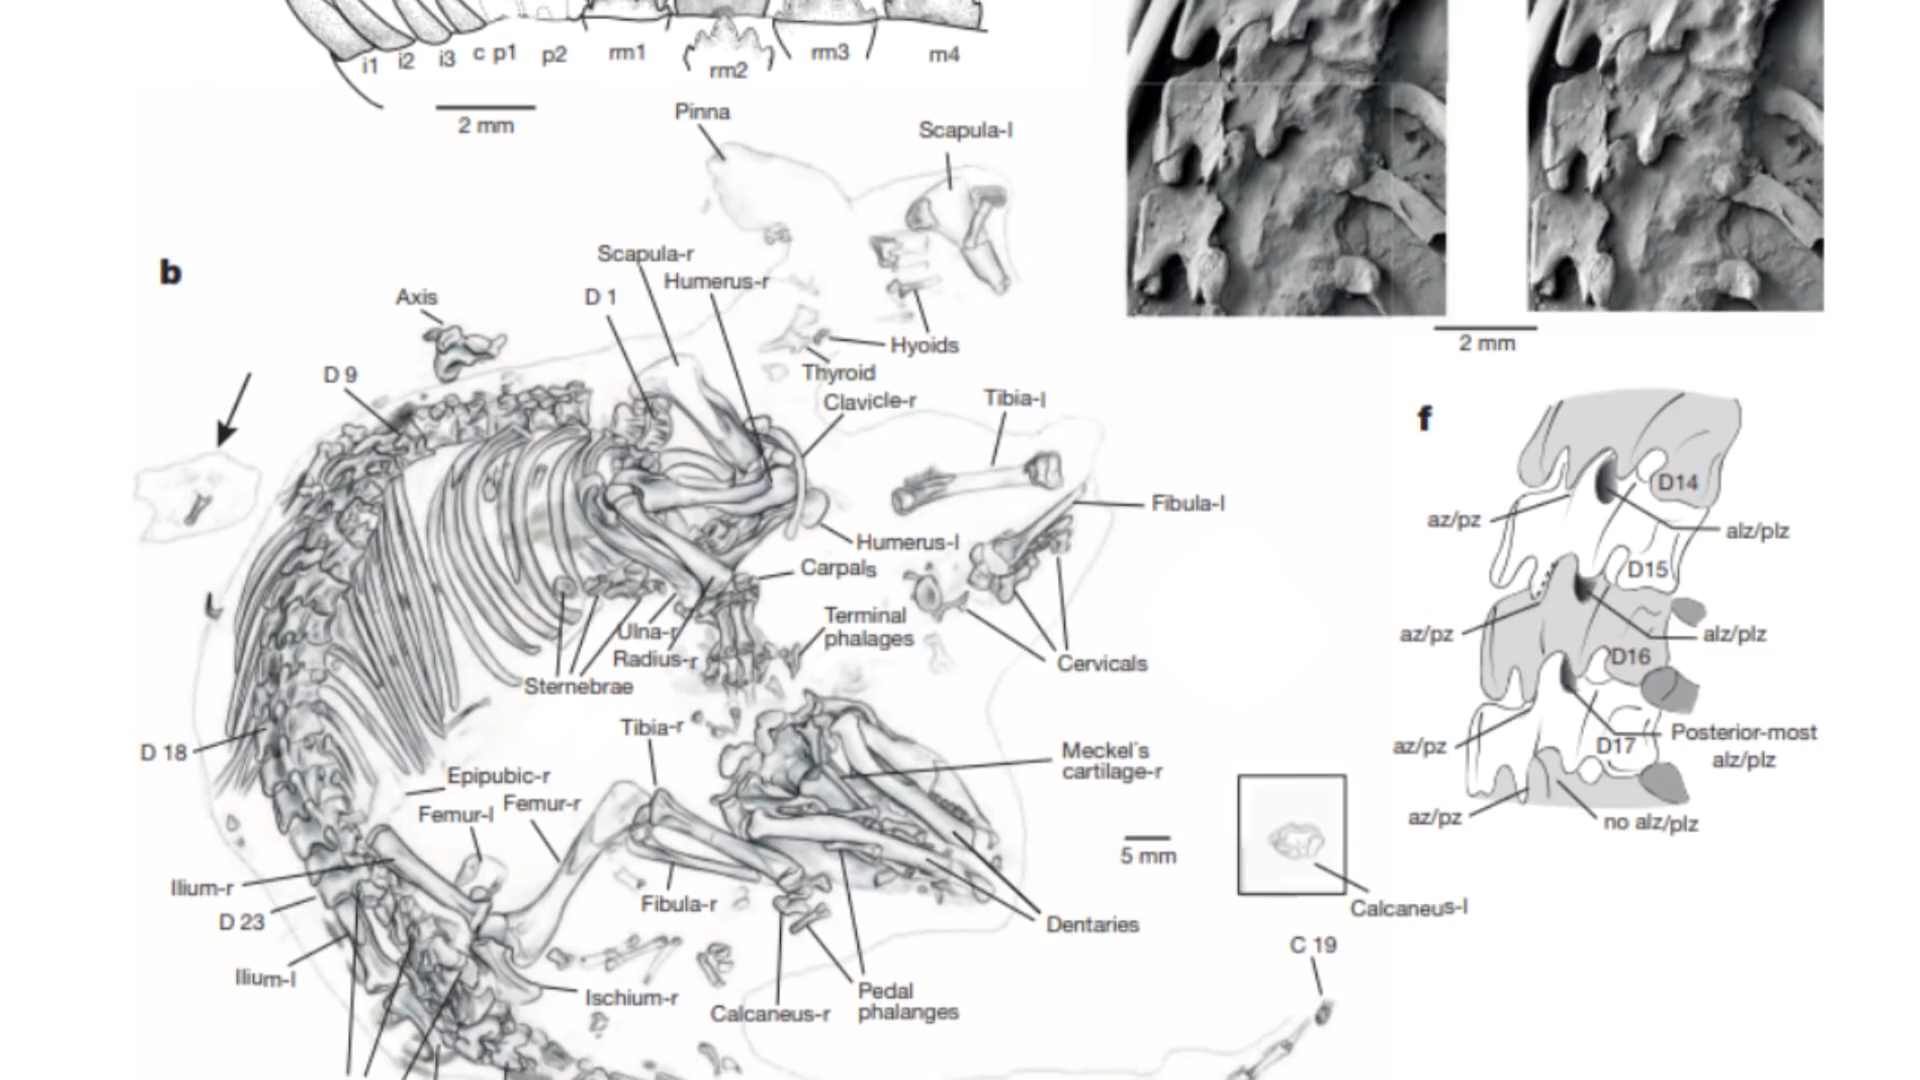 i1 i2 i3 c p1 p2 rm1 rm2 rm3 m4
2 mm
Pinna
Scapula-l
b
Scapula-r
Humerus-r
D 1
Axis
Hyoids
Thyroid
D 9
Clavicle-r
Tibia-l
Fibula-l
Humerus-l
Carpals
Terminal
phalages
Ulna-r
Radius-r
Cervicals
Sternebrae
Tibia-r
D 18
Meckel's
cartilage-r
Epipubic-r
Femur-l
Femur-r
5 mm
Ilium-r
Fibula-r
Calcaneus-l
D 23
Dentaries
C 19
Ilium-l
Ischium-r
Pedal
phalanges
Calcaneus-r
2 mm
f
D14
az/pz
alz/plz
D15
az/pz
alz/plz
D16
az/pz
D17
Posterior-most
alz/plz
az/pz
no alz/plz